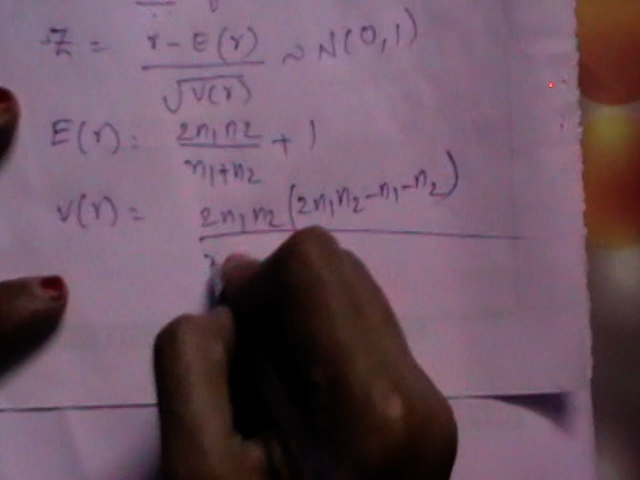 Z = r - E(r) / √V(r) ~ N(0,1)
E(r) = 2n₁n₂ / n₁+n₂ + 1
V(r) = 2n₁n₂(2n₁n₂-n₁-n₂)